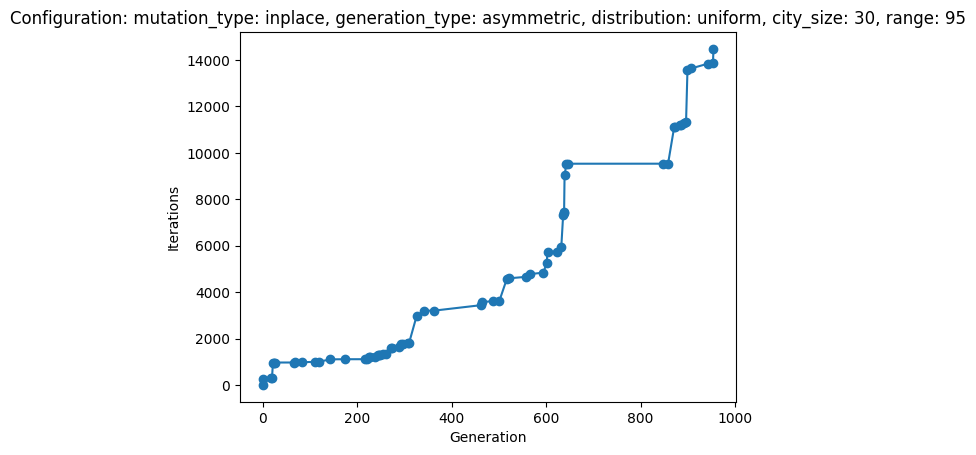 Configuration: mutation_type: inplace, generation_type: asymmetric, distribution: uniform, city_size: 30, range: 95
14000
12000
10000
8000
6000
4000
2000
0
Iterations
0 200 400 600 800 1000
Generation